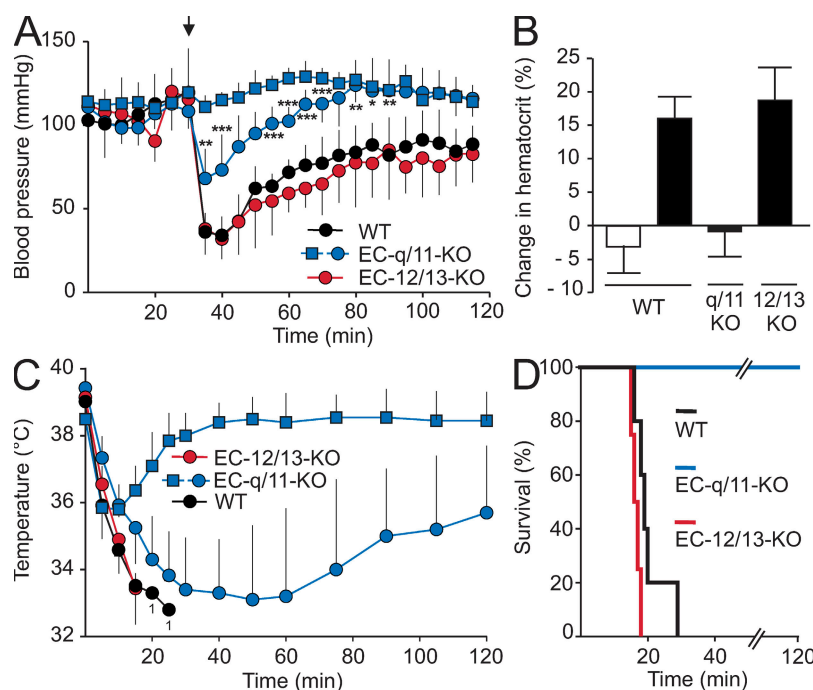 A
Blood pressure (mmHg)
150
100
50
0
** *** *** *** *** *** ** * **
WT
EC-q/11-KO
EC-12/13-KO
20 40 60 80 100 120
Time (min)
B
Change in hematocrit (%)
25
20
15
10
5
0
- 5
- 10
WT q/11 12/13
KO KO
C
Temperature (°C)
40
38
36
34
32
EC-12/13-KO
EC-q/11-KO
WT
1 1
20 40 60 80 100 120
Time (min)
D
Survival (%)
100
80
60
40
20
0
WT
EC-q/11-KO
EC-12/13-KO
20 40 120
Time (min)